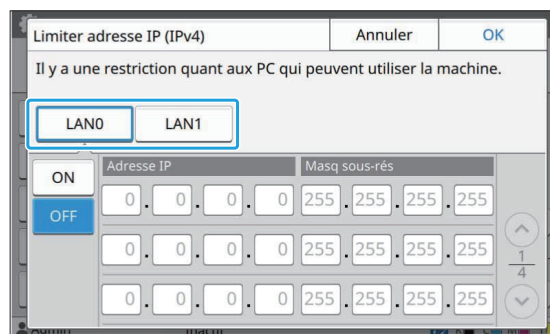 Limiter adresse IP (IPv4) Annuler OK
Il y a une restriction quant aux PC qui peuvent utiliser la machine.
LAN0 LAN1
Adresse IP Masq sous-rés
ON
0. 0. 0. 0 255. 255. 255. 255
OFF
0. 0. 0. 0 255. 255. 255. 255
1
4
0. 0. 0. 0 255. 255. 255. 255